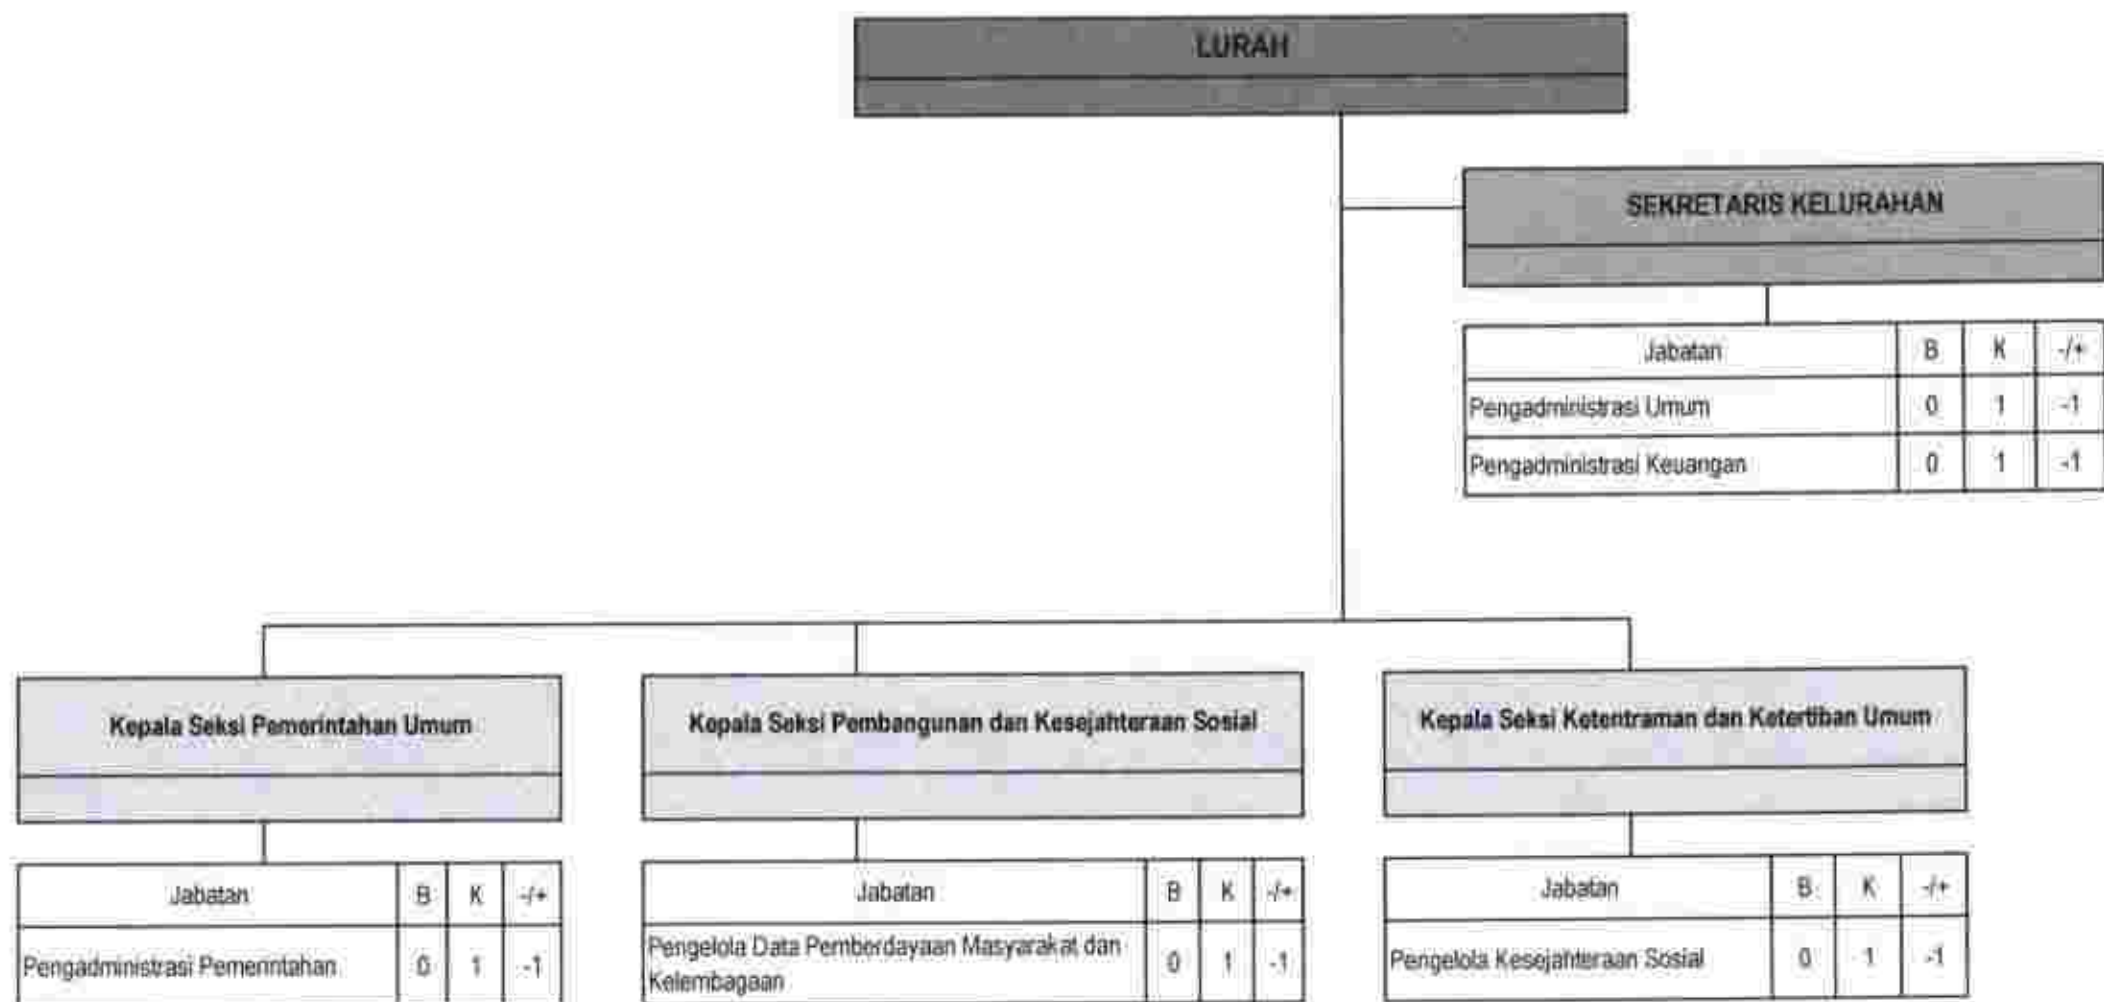 LURAH
SEKRETARIS KELURAHAN
Jabatan B K -/+
Pengadministrasi Umum 0 1 -1
Pengadministrasi Keuangan 0 1 -1
Kepala Seksi Pemerintahan Umum
Jabatan B K -/+
Pengadministrasi Pemerintahan 0 1 -1
Kepala Seksi Pembangunan dan Kesejahteraan Sosial
Jabatan B K -/+
Pengelola Data Pemberdayaan Masyarakat dan
Kelembagaan 0 1 -1
Kepala Seksi Ketentraman dan Ketertiban Umum
Jabatan B K -/+
Pengelola Kesejahteraan Sosial 0 1 -1